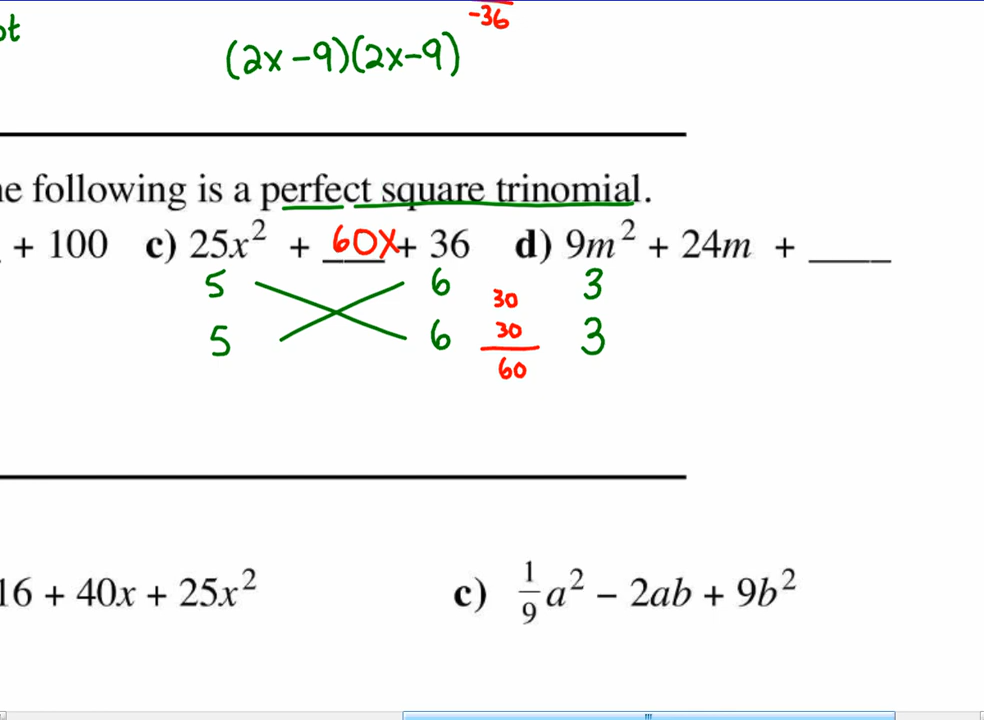 -36
(2x-9)(2x-9)
following is a perfect square trinomial.
+ 100 c) 25x² + 60x + 36 d) 9m² + 24m + ____
5 6 30 3
5 6 30 3
60
16 + 40x + 25x²
c) 1/9 a² − 2ab + 9b²